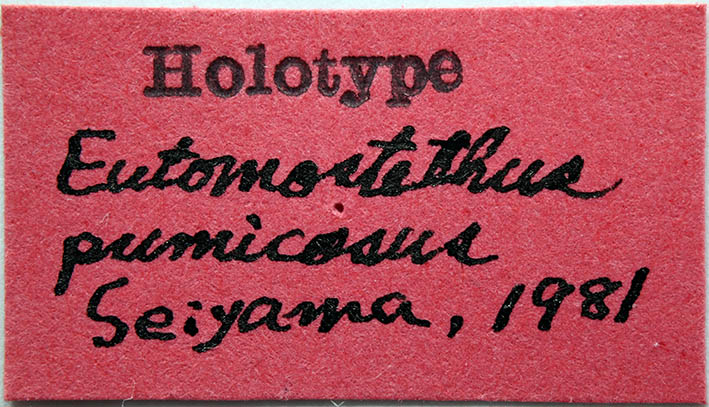 Holotype
Eutomostethus
pumicosus
Seiyama, 1981